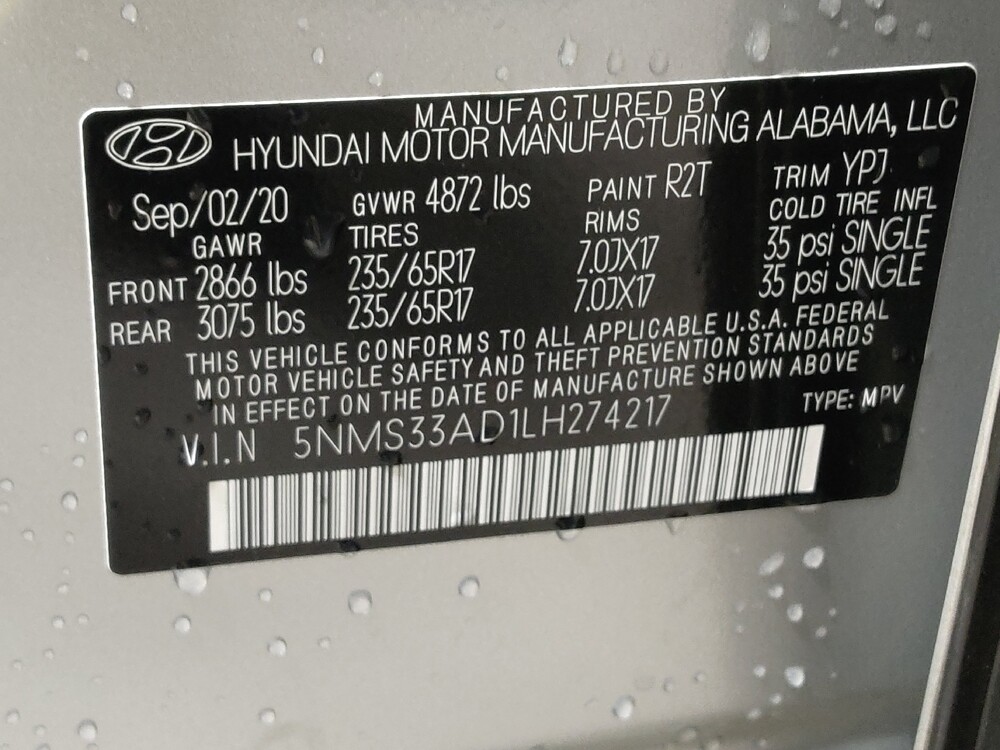 MANUFACTURED BY
HYUNDAI MOTOR MANUFACTURING ALABAMA, LLC
Sep/02/20 GVWR 4872 lbs PAINT R2T TRIM YPJ
GAWR TIRES RIMS COLD TIRE INFL
FRONT 2866 lbs 235/65R17 7.0JX17 35 psi SINGLE
REAR 3075 lbs 235/65R17 7.0JX17 35 psi SINGLE
THIS VEHICLE CONFORMS TO ALL APPLICABLE U.S.A. FEDERAL
MOTOR VEHICLE SAFETY AND THEFT PREVENTION STANDARDS
IN EFFECT ON THE DATE OF MANUFACTURE SHOWN ABOVE
V.I.N 5NMS33AD1LH274217 TYPE: MPV